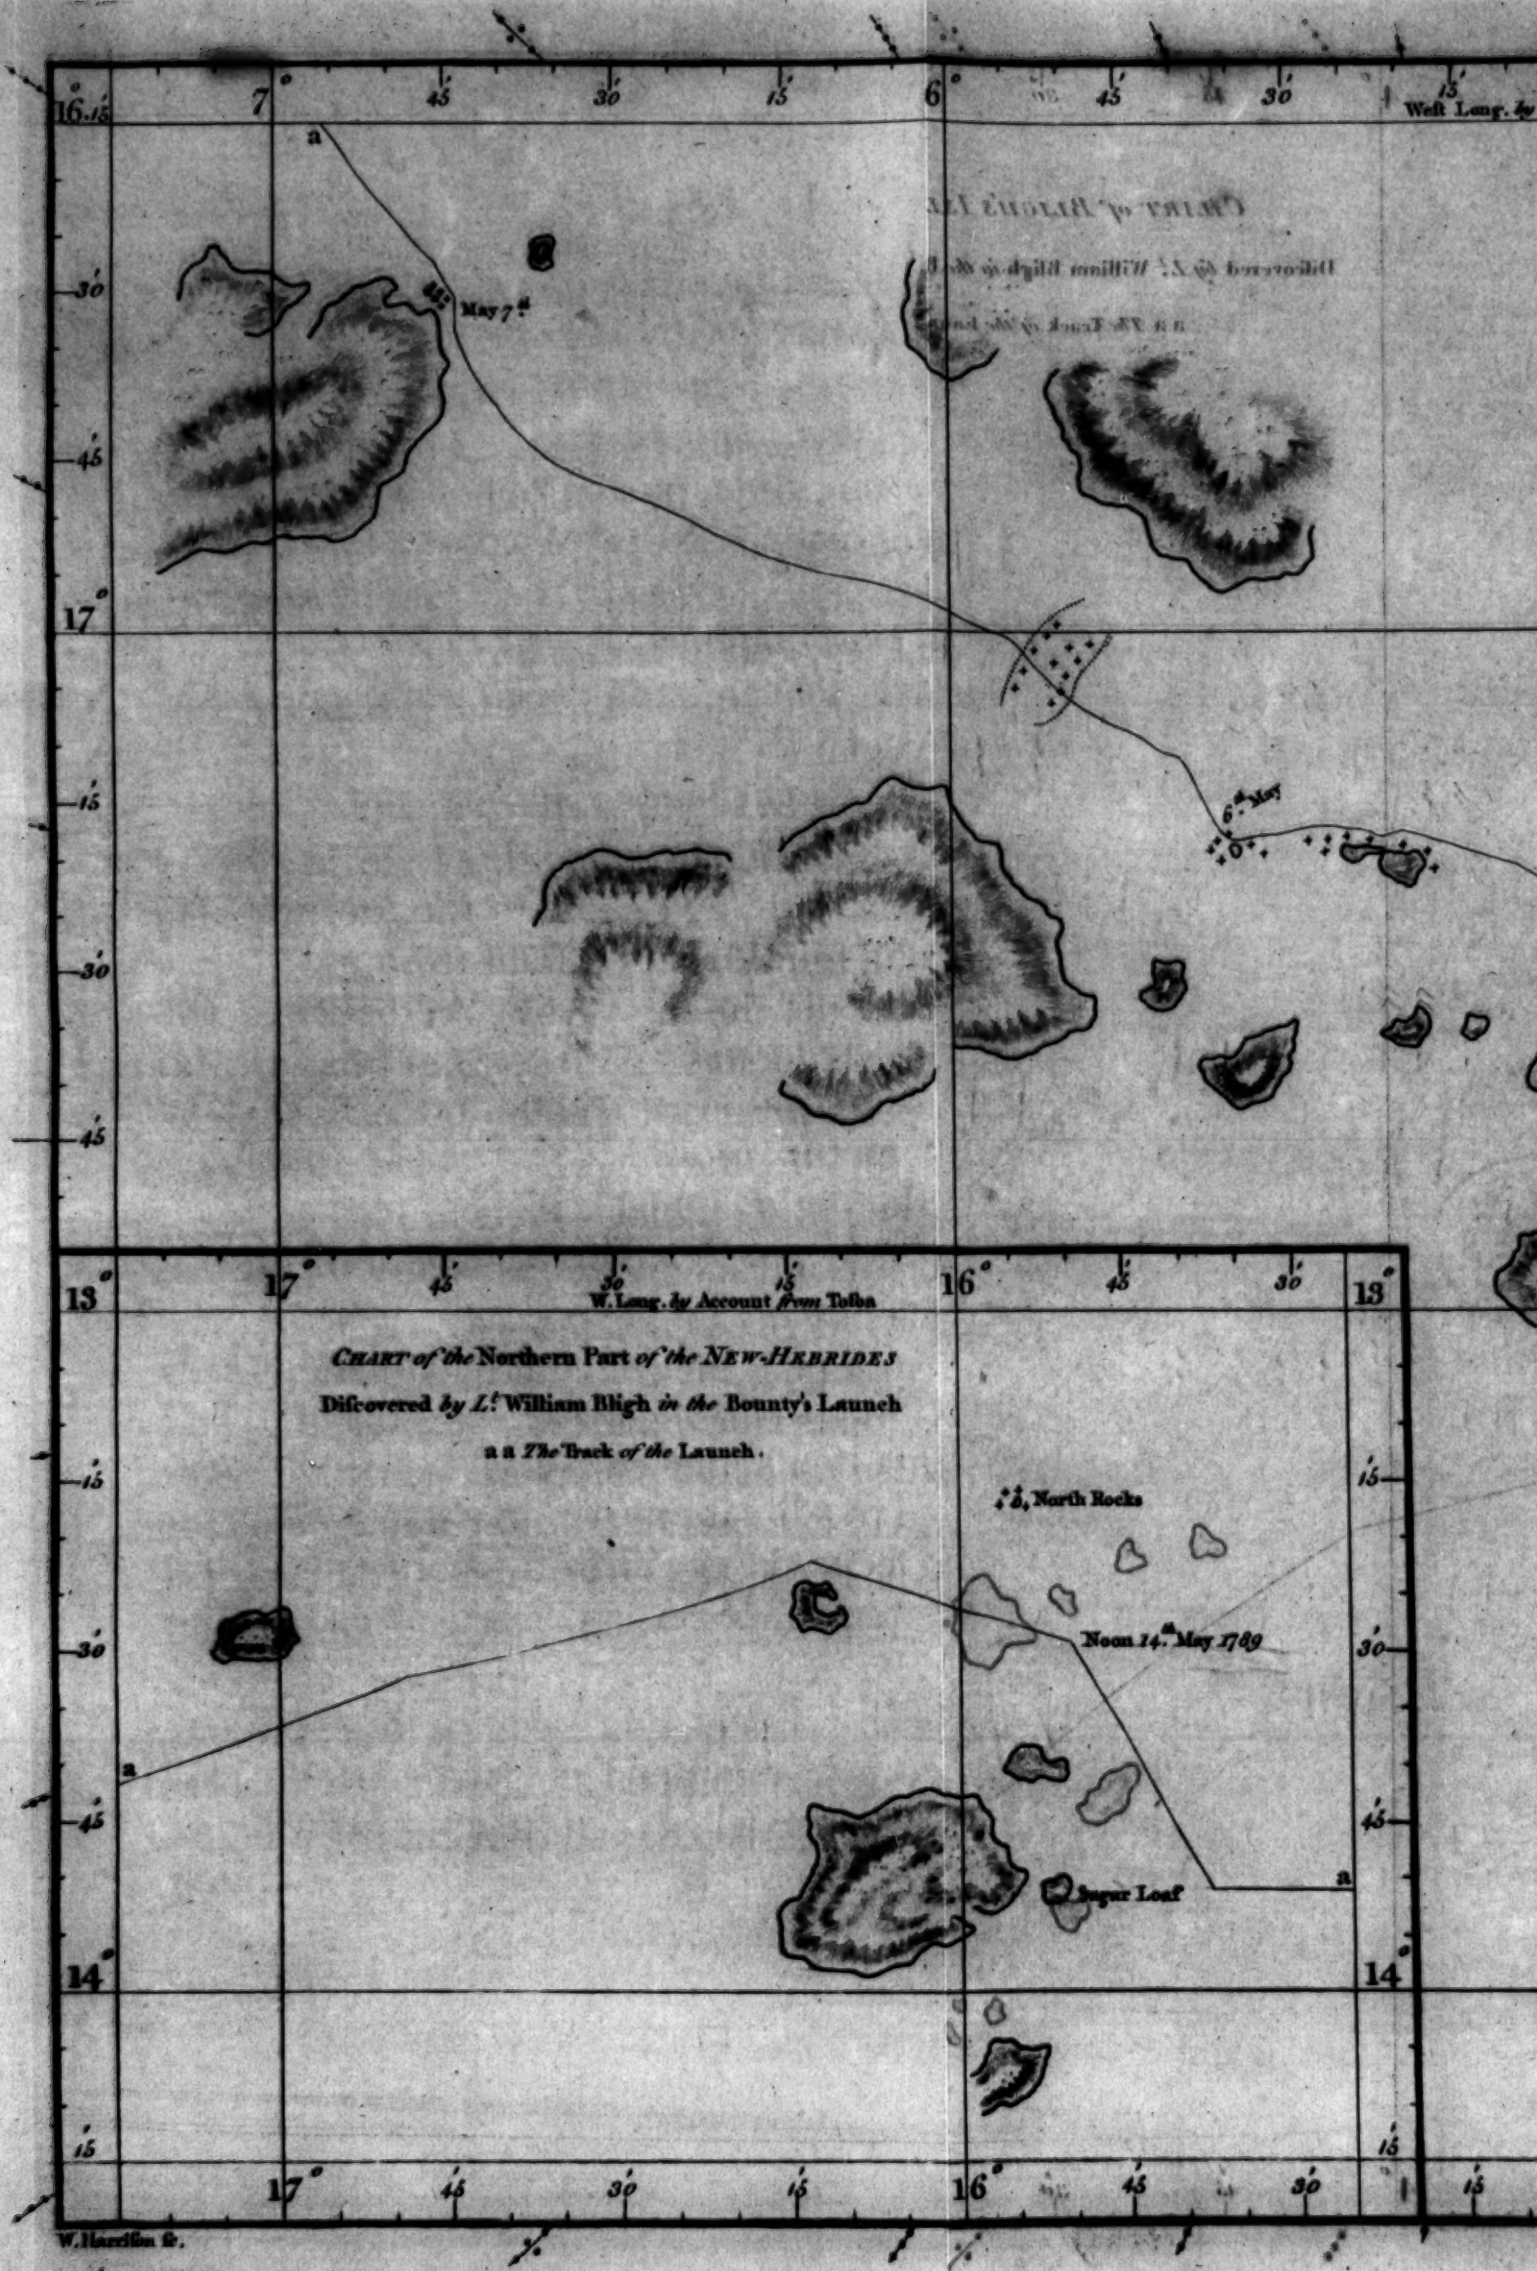 7° 45' 30' 15' 6° 45' 30' 15'
16°.15'
West Long. by
a
30'
May 7th
45'
17°
15'
6th May
30'
45'
17° 45' 30' 15' 16° 45' 30'
13° 13°
W. Long. by Account from Tofoa
CHART of the Northern Part of the NEW-HEBRIDES
Discovered by Lt. William Bligh in the Bounty's Launch
a a The Track of the Launch.
15' 15'
North Rocks
Noon 14th May 1789
30' 30'
a
45' 45'
Sugar Loaf a
14° 14°
15' 15'
17° 45' 30' 15' 16° 45' 30' 15'
W. Harrison sc.